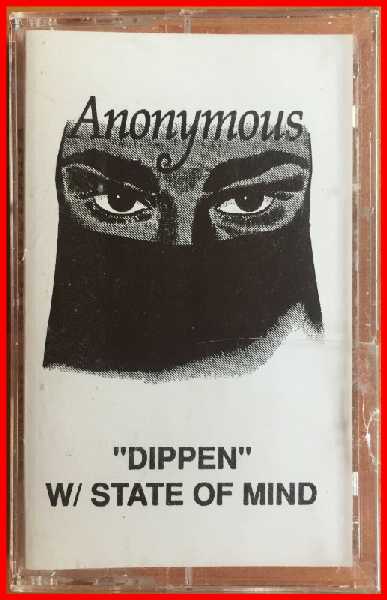 Anonymous
"DIPPEN"
W/ STATE OF MIND